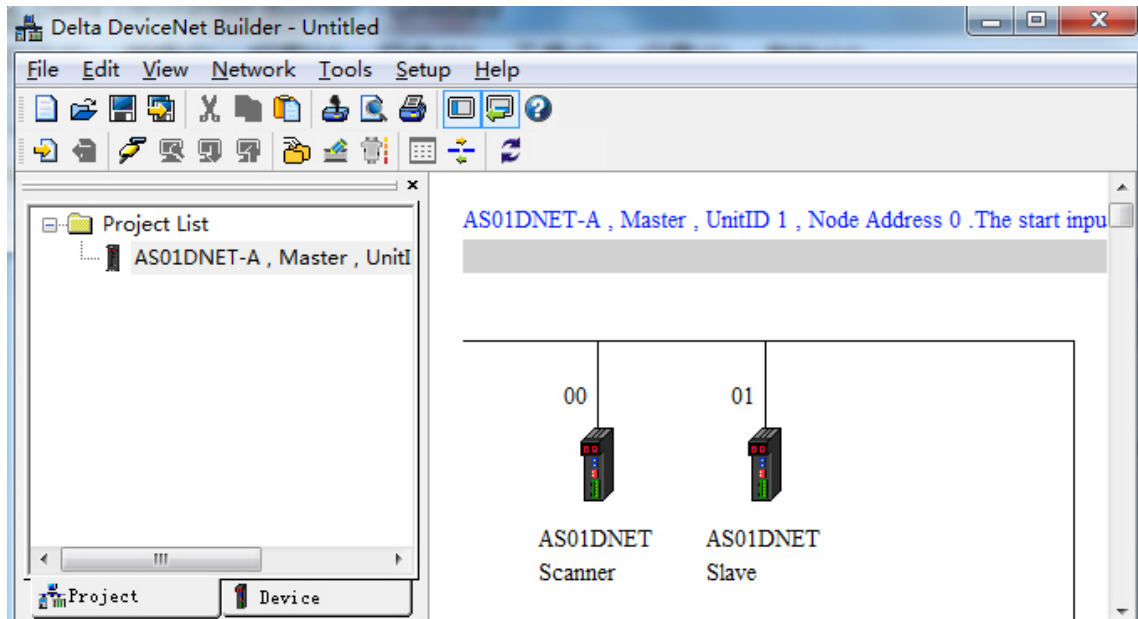 Delta DeviceNet Builder - Untitled
File Edit View Network Tools Setup Help
Project List
AS01DNET-A , Master , UnitI
AS01DNET-A , Master , UnitID 1 , Node Address 0 .The start inpu
00 01
AS01DNET AS01DNET
Scanner Slave
Project Device